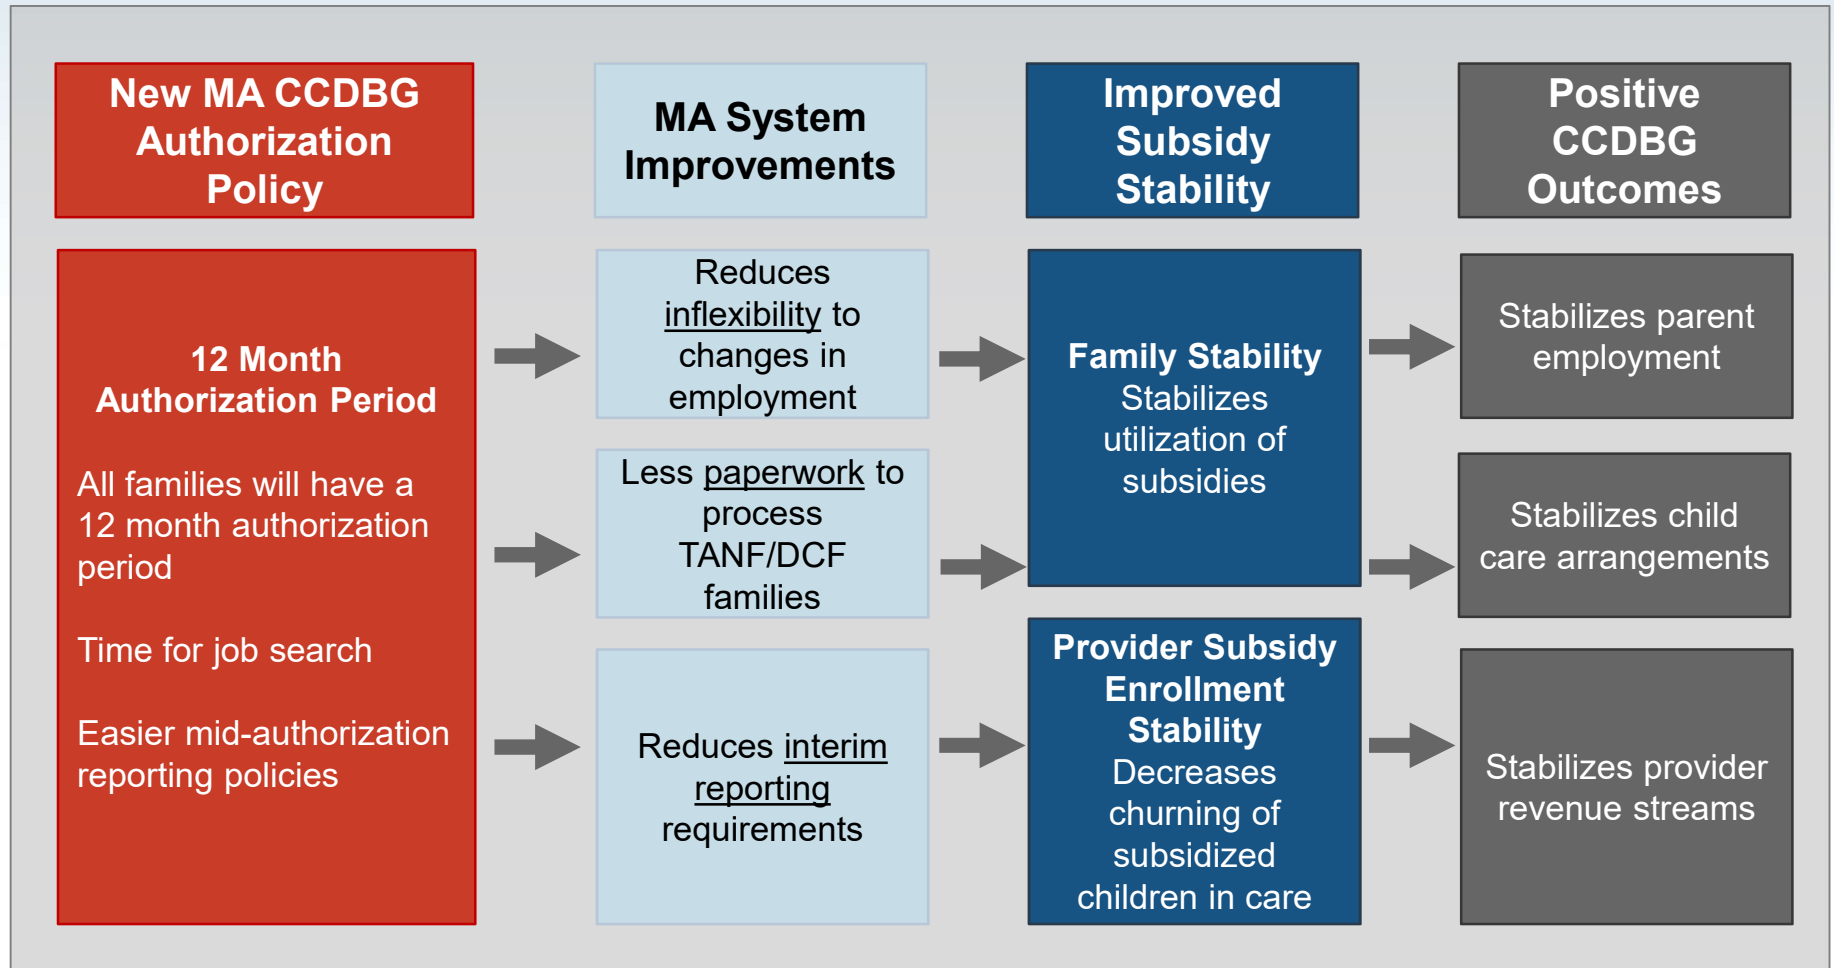 New MA CCDBG
Authorization
Policy
MA System
Improvements
Improved
Subsidy
Stability
Positive
CCDBG
Outcomes
12 Month
Authorization Period
All families will have a
12 month authorization
period
Time for job search
Easier mid-authorization
reporting policies
Reduces
inflexibility to
changes in
employment
Less paperwork to
process
TANF/DCF
families
Reduces interim
reporting
requirements
Family Stability
Stabilizes
utilization of
subsidies
Provider Subsidy
Enrollment
Stability
Decreases
churning of
subsidized
children in care
Stabilizes parent
employment
Stabilizes child
care arrangements
Stabilizes provider
revenue streams